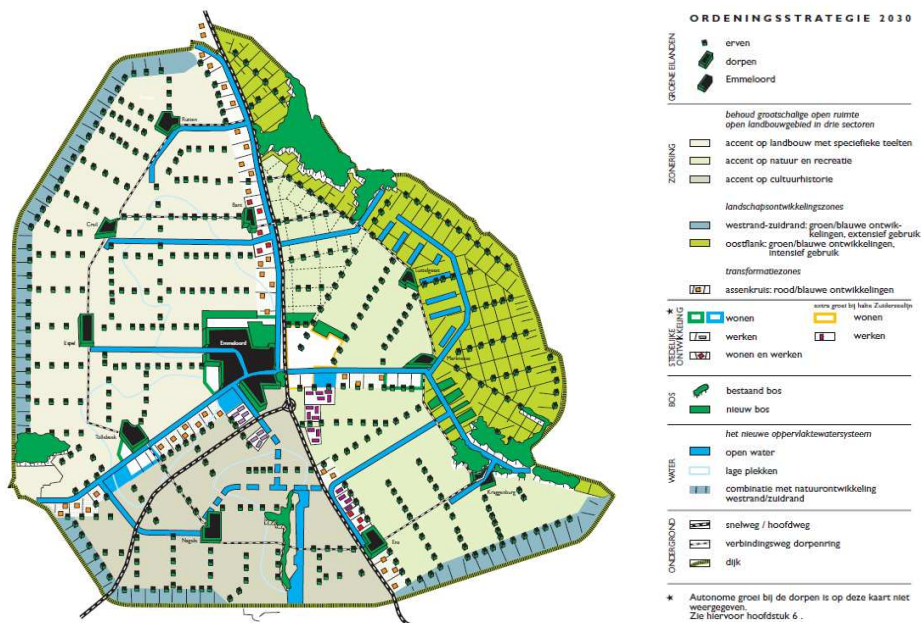 ORDENINGSSTRATEGIE 2030
GROENE EILANDEN
erven
dorpen
Emmeloord
ZONERING
behoud grootschalige open ruimte
open landbouwgebied in drie sectoren
accent op landbouw met speciefieke teelten
accent op natuur en recreatie
accent op cultuurhistorie
landschapsontwikkelingszones
westrand-zuidrand: groen/blauwe ontwik-
kelingen, extensief gebruik
oostflank: groen/blauwe ontwikkelingen,
intensief gebruik
transformatiezones
assenkruis: rood/blauwe ontwikkelingen
* STEDELIJKE ONTWIKKELING
extra groei bij halte Zuiderzeelijn
wonen
wonen
werken
werken
wonen en werken
BOS
bestaand bos
nieuw bos
WATER
het nieuwe oppervlaktewatersysteem
open water
lage plekken
combinatie met natuurontwikkeling
westrand/zuidrand
ONDERGROND
snelweg / hoofdweg
verbindingsweg dorpenring
dijk
* Autonome groei bij de dorpen is op deze kaart niet
weergegeven.
Zie hiervoor hoofdstuk 6 .
Rutten
Bant
Creil
Luttelgeest
Espel
Emmeloord
Marknesse
Tollebeek
Kraggenburg
Nagele
Ens